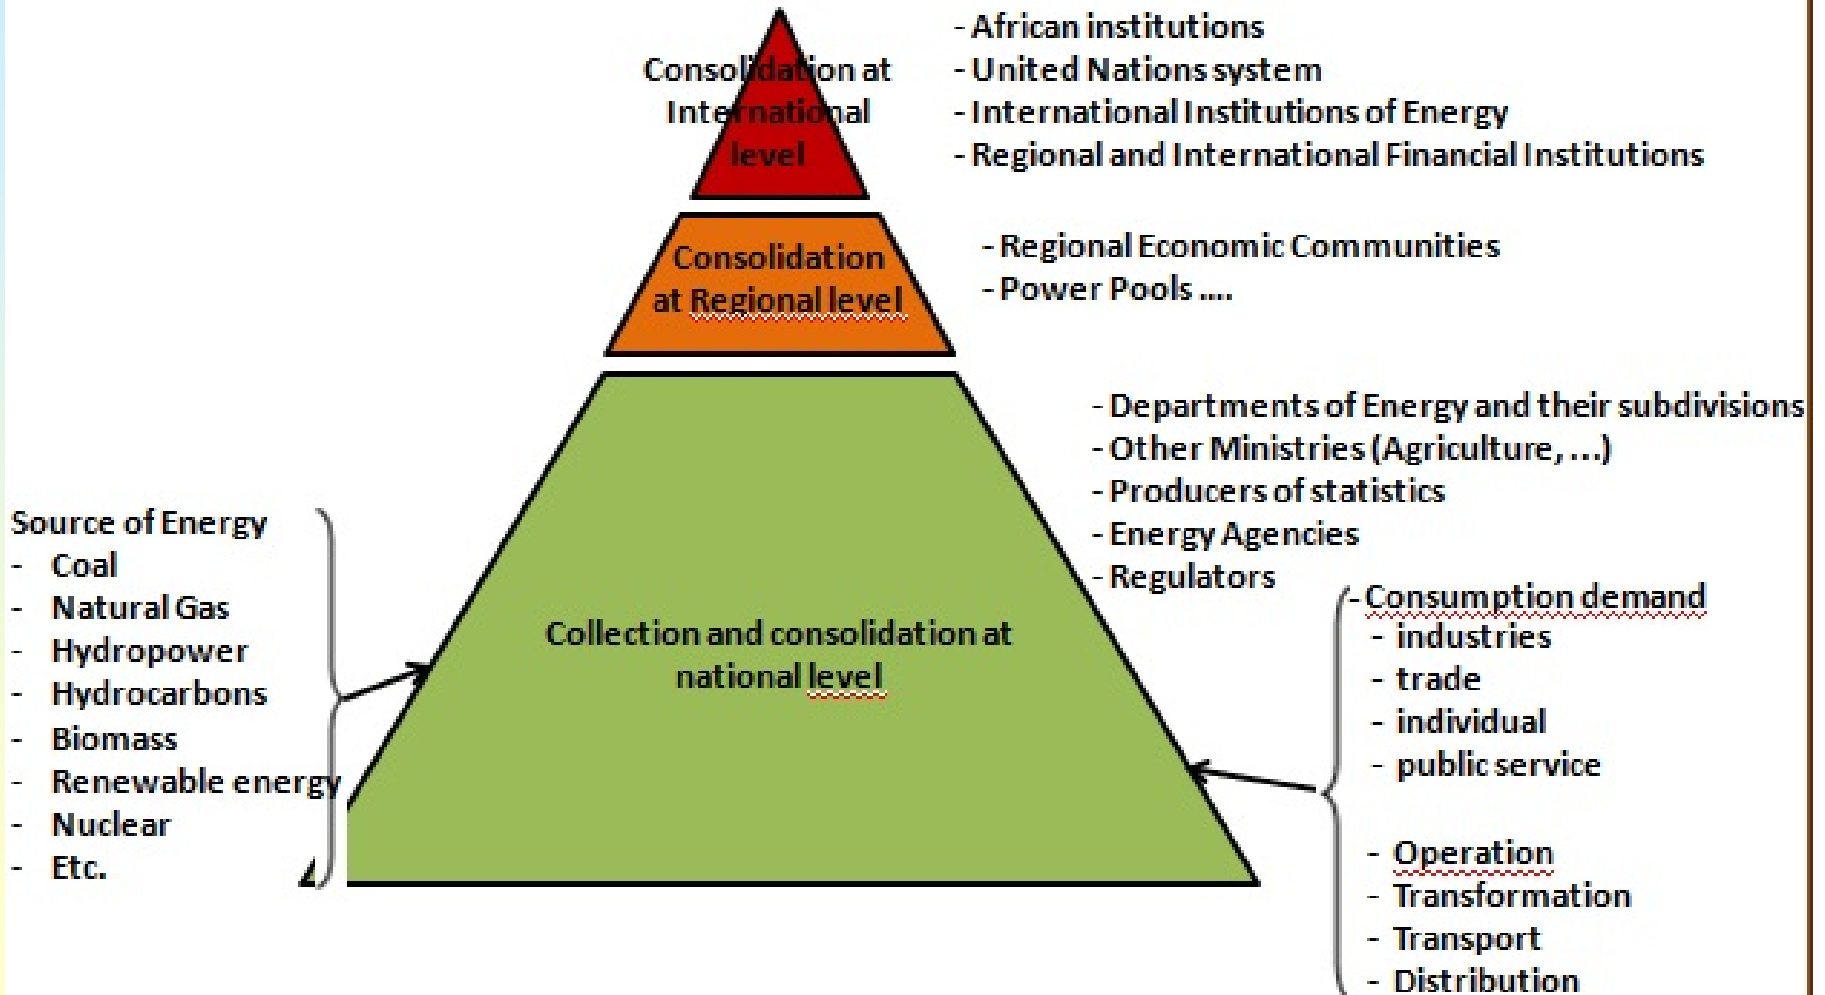 Consolidation at
International
level
- African institutions
- United Nations system
- International Institutions of Energy
- Regional and International Financial Institutions
Consolidation
at Regional level
- Regional Economic Communities
- Power Pools ....
Collection and consolidation at
national level
- Departments of Energy and their subdivisions
- Other Ministries (Agriculture, ...)
- Producers of statistics
- Energy Agencies
- Regulators
Source of Energy
- Coal
- Natural Gas
- Hydropower
- Hydrocarbons
- Biomass
- Renewable energy
- Nuclear
- Etc.
- Consumption demand
- industries
- trade
- individual
- public service
- Operation
- Transformation
- Transport
- Distribution